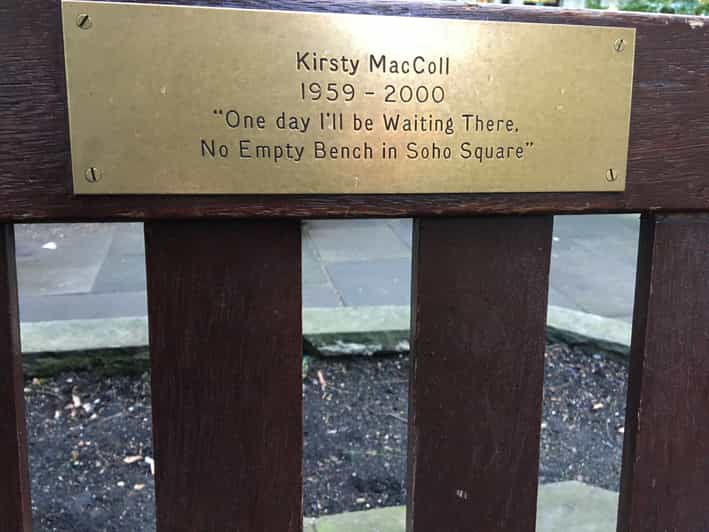 Kirsty MacColl
1959 - 2000
“One day I'll be Waiting There,
No Empty Bench in Soho Square”